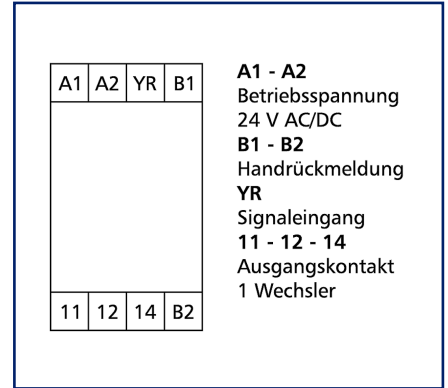 A1 A2 YR B1
11 12 14 B2
A1 - A2
Betriebsspannung
24 V AC/DC
B1 - B2
Handrückmeldung
YR
Signaleingang
11 - 12 - 14
Ausgangskontakt
1 Wechsler